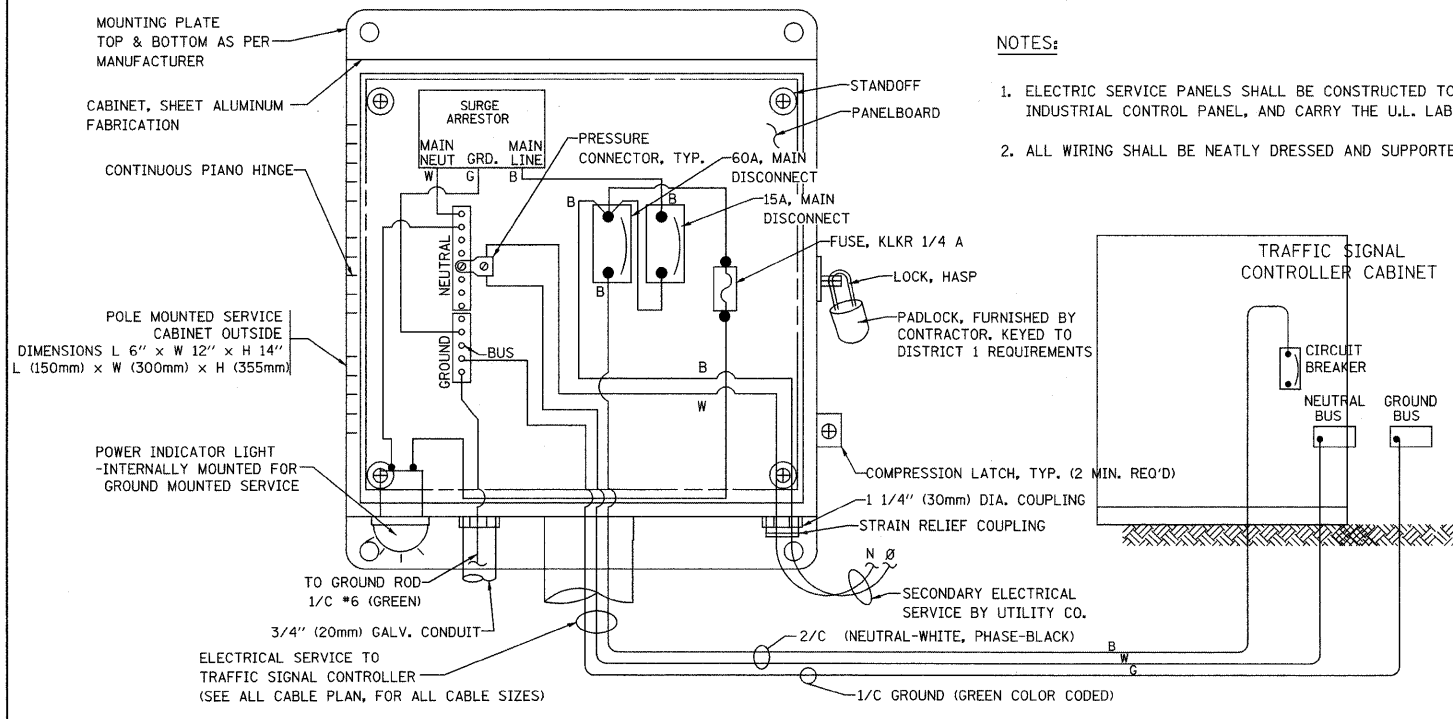 MOUNTING PLATE
TOP & BOTTOM AS PER
MANUFACTURER
CABINET, SHEET ALUMINUM
FABRICATION
CONTINUOUS PIANO HINGE
POLE MOUNTED SERVICE
CABINET OUTSIDE
DIMENSIONS L 6" x W 12" x H 14"
L (150mm) x W (300mm) x H (355mm)
POWER INDICATOR LIGHT
-INTERNALLY MOUNTED FOR
GROUND MOUNTED SERVICE
SURGE
ARRESTOR
MAIN
NEUT
GRD.
MAIN
LINE
W
G
B
NEUTRAL
GROUND
BUS
PRESSURE
CONNECTOR, TYP.
60A, MAIN
DISCONNECT
15A, MAIN
DISCONNECT
B
B
B
FUSE, KLKR 1/4 A
STANDOFF
PANELBOARD
LOCK, HASP
PADLOCK, FURNISHED BY
CONTRACTOR. KEYED TO
DISTRICT 1 REQUIREMENTS
B
W
COMPRESSION LATCH, TYP. (2 MIN. REQ'D)
1 1/4" (30mm) DIA. COUPLING
STRAIN RELIEF COUPLING
N Ø
SECONDARY ELECTRICAL
SERVICE BY UTILITY CO.
TO GROUND ROD
1/C #6 (GREEN)
3/4" (20mm) GALV. CONDUIT
ELECTRICAL SERVICE TO
TRAFFIC SIGNAL CONTROLLER
(SEE ALL CABLE PLAN, FOR ALL CABLE SIZES)
2/C (NEUTRAL-WHITE, PHASE-BLACK)
B
W
G
1/C GROUND (GREEN COLOR CODED)
NOTES:
1. ELECTRIC SERVICE PANELS SHALL BE CONSTRUCTED TO
INDUSTRIAL CONTROL PANEL, AND CARRY THE U.L. LAB
2. ALL WIRING SHALL BE NEATLY DRESSED AND SUPPORTE
TRAFFIC SIGNAL
CONTROLLER CABINET
CIRCUIT
BREAKER
NEUTRAL
BUS
GROUND
BUS